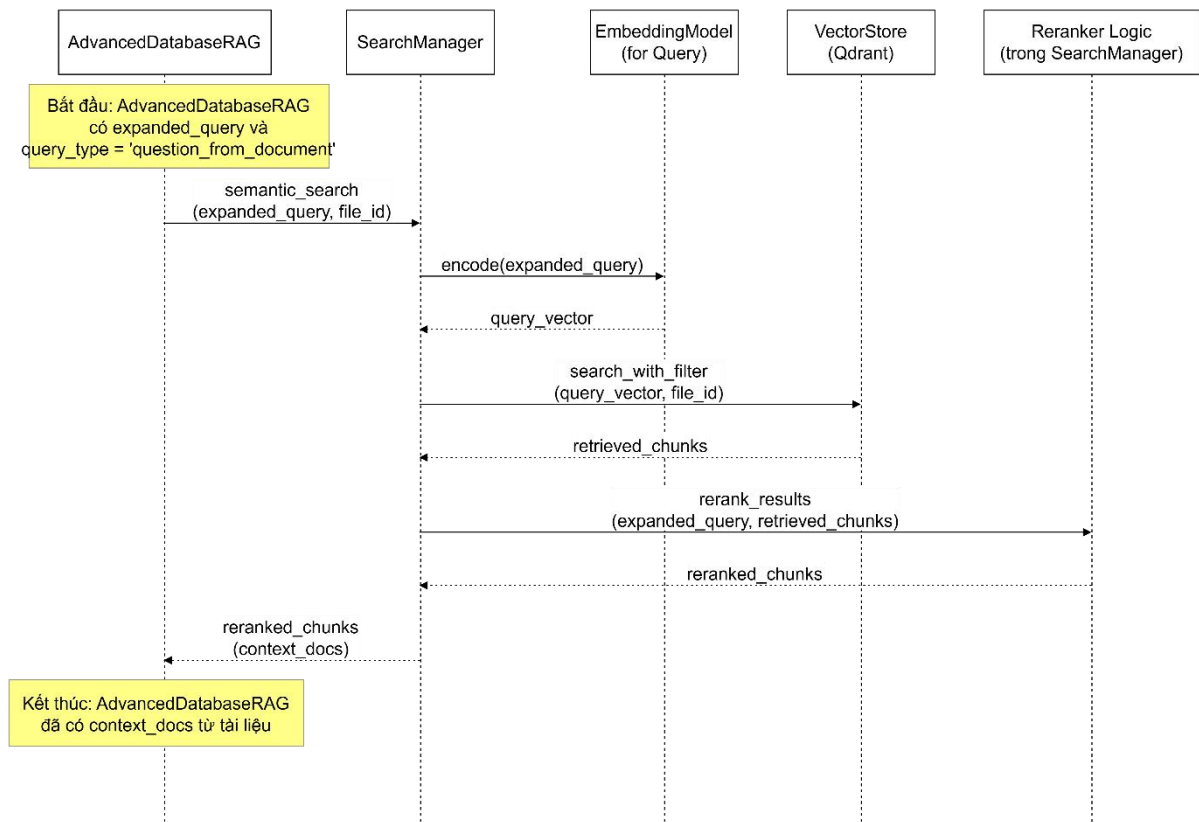 AdvancedDatabaseRAG
SearchManager
EmbeddingModel
(for Query)
VectorStore
(Qdrant)
Reranker Logic
(trong SearchManager)
Bắt đầu: AdvancedDatabaseRAG
có expanded_query và
query_type = 'question_from_document'
semantic_search
(expanded_query, file_id)
encode(expanded_query)
query_vector
search_with_filter
(query_vector, file_id)
retrieved_chunks
rerank_results
(expanded_query, retrieved_chunks)
reranked_chunks
reranked_chunks
(context_docs)
Kết thúc: AdvancedDatabaseRAG
đã có context_docs từ tài liệu